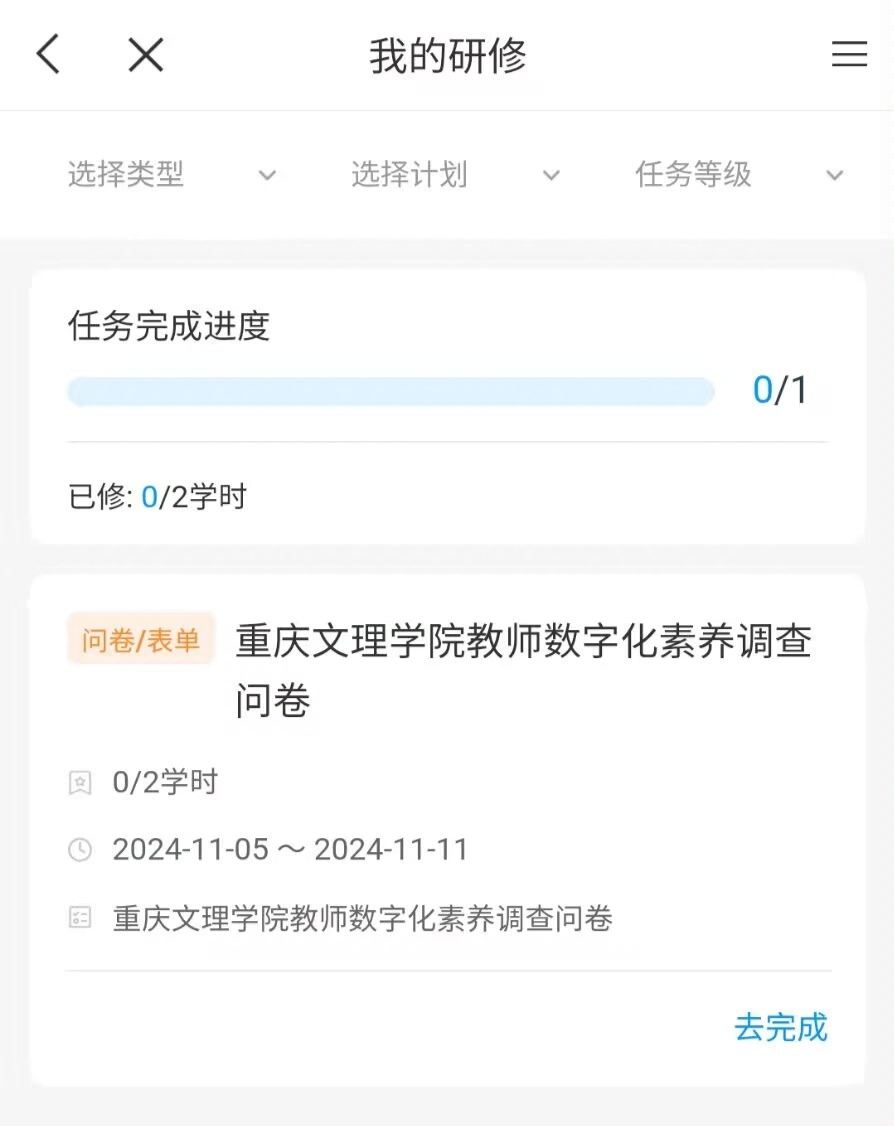 我的研修
选择类型 选择计划 任务等级
任务完成进度
0/1
已修: 0/2学时
问卷/表单 重庆文理学院教师数字化素养调查
问卷
0/2学时
2024-11-05 ～ 2024-11-11
重庆文理学院教师数字化素养调查问卷
去完成